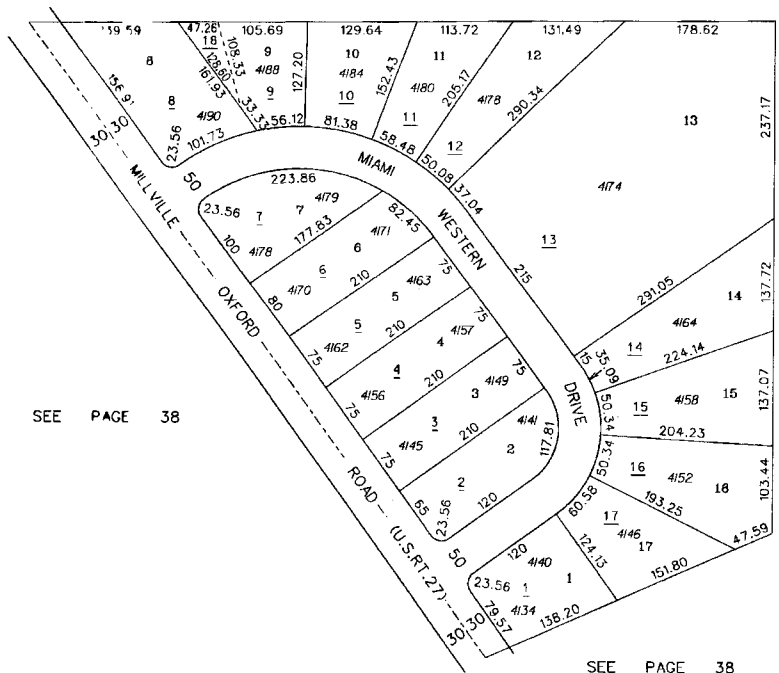 159.59 47.26 105.69 129.64 113.72 131.49 178.62
18 9 10 11 12
8 108.33 4188 4184 4180 4178
128.60 127.20 152.43 205.17
161.93 9 10 290.34 13
156.91 8 11 237.17
4190 33.33 56.12 81.38 58.48 12
30 30 23.56 101.73 50.08
MIAMI 37.04 4174
50 223.86
4179 WESTERN
MILLVILLE 23.56 7 7 82.45 13
100 4178 177.83 4171
6 75 215
6 4163
4170 210 291.05 137.72
OXFORD 80 5 14
5 4157 75 4164
4162 210 4 15 35.09 14
75 4 75 224.14
4156 210 4149 DRIVE 137.07
SEE PAGE 38 3 50.34 15 4158 15
75 3 4141
4145 210 204.23
75 2 117.81
ROAD 2 50.34 16 4152 16 103.44
65 120 193.25
23.56 60.58 17
4146 47.59
(U.S.RT.27) 50 120 17
4140 124.13
23.56 1 1 151.80
4134
79.57 138.20
30 30
SEE PAGE 38